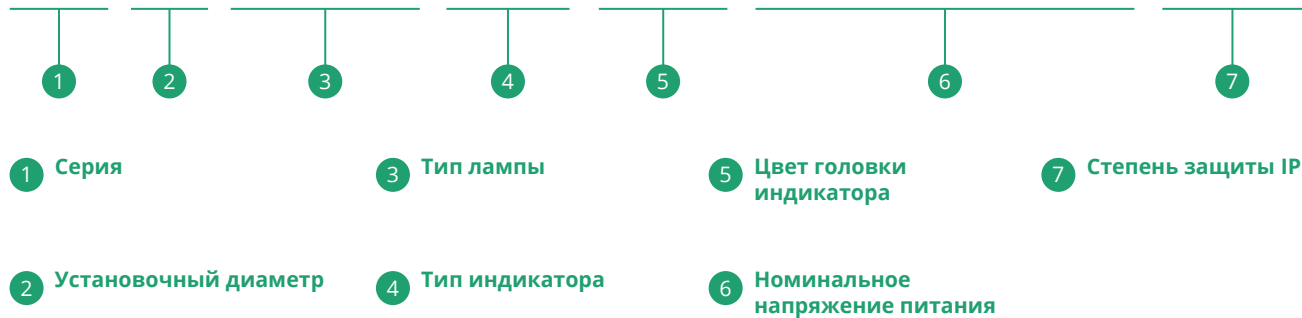 1 2 3 4 5 6 7
1 Серия
3 Тип лампы
5 Цвет головки
индикатора
7 Степень защиты IP
2 Установочный диаметр
4 Тип индикатора
6 Номинальное
напряжение питания